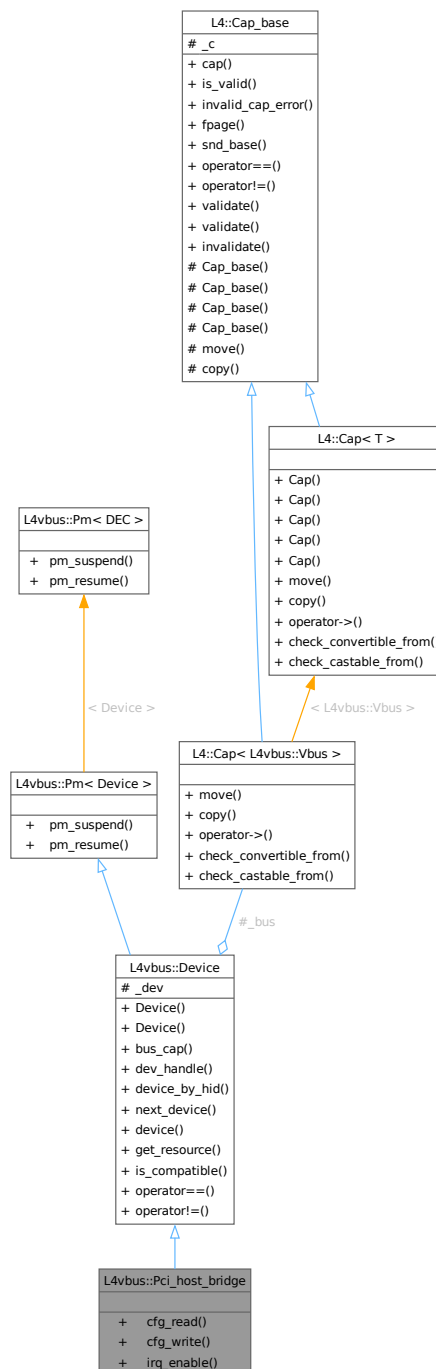 L4::Cap_base
# _c
+ cap()
+ is_valid()
+ invalid_cap_error()
+ fpage()
+ snd_base()
+ operator==()
+ operator!=()
+ validate()
+ validate()
+ invalidate()
# Cap_base()
# Cap_base()
# Cap_base()
# Cap_base()
# move()
# copy()
L4::Cap< T >
+ Cap()
+ Cap()
+ Cap()
+ Cap()
+ Cap()
+ move()
+ copy()
+ operator->()
+ check_convertible_from()
+ check_castable_from()
L4vbus::Pm< DEC >
+ pm_suspend()
+ pm_resume()
< Device >
< L4vbus::Vbus >
L4::Cap< L4vbus::Vbus >
+ move()
+ copy()
+ operator->()
+ check_convertible_from()
+ check_castable_from()
L4vbus::Pm< Device >
+ pm_suspend()
+ pm_resume()
#_bus
L4vbus::Device
# _dev
+ Device()
+ Device()
+ bus_cap()
+ dev_handle()
+ device_by_hid()
+ next_device()
+ device()
+ get_resource()
+ is_compatible()
+ operator==()
+ operator!=()
L4vbus::Pci_host_bridge
+ cfg_read()
+ cfg_write()
+ irq_enable()